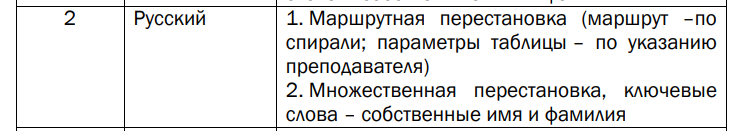 2 Русский 1. Маршрутная перестановка (маршрут –по
спирали; параметры таблицы – по указанию
преподавателя)
2. Множественная перестановка, ключевые
слова – собственные имя и фамилия